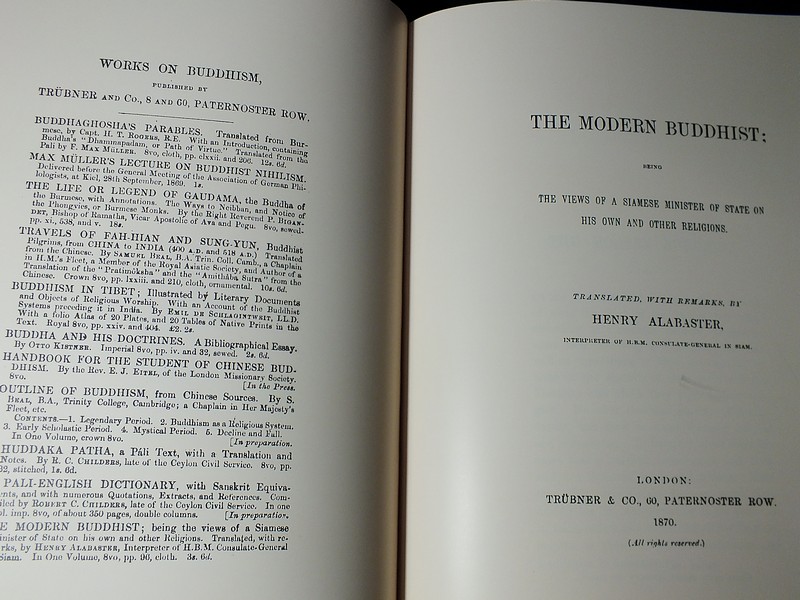 WORKS ON BUDDHISM,
PUBLISHED BY
TRÜBNER AND CO., 8 AND 60, PATERNOSTER ROW.
BUDDHAGHOSHA'S PARABLES. Translated from Bur-
mese, by Capt. H. T. ROGERS, R.E. With an Introduction, containing
Buddha's "Dhammapadam, or Path of Virtue." Translated from the
Pali by F. MAX MÜLLER. 8vo, cloth, pp. clxxii. and 206. 12s. 6d.
MAX MÜLLER'S LECTURE ON BUDDHIST NIHILISM.
Delivered before the General Meeting of the Association of German Phi-
lologists, at Kiel, 28th September, 1869. 1s.
THE LIFE OR LEGEND OF GAUDAMA, the Buddha of
the Burmese, with Annotations. The Ways to Neibban, and Notice of
the Phongyies, or Burmese Monks. By the Right Reverend P. BIGAN-
DET, Bishop of Ramatha, Vicar Apostolic of Ava and Pegu. 8vo, sewed,
pp. xi., 538, and v. 18s.
TRAVELS OF FAH-HIAN AND SUNG-YUN, Buddhist
Pilgrims, from CHINA to INDIA (400 A.D. and 518 A.D.) Translated
from the Chinese. By SAMUEL BEAL, B.A. Trin. Coll. Camb., a Chaplain
in H.M.'s Fleet, a Member of the Royal Asiatic Society, and Author of a
Translation of the "Pratimôksha" and the "Amithâba Sutra" from the
Chinese. Crown 8vo, pp. lxxiii. and 210, cloth, ornamental. 10s. 6d.
BUDDHISM IN TIBET; Illustrated by Literary Documents
and Objects of Religious Worship. With an Account of the Buddhist
Systems preceding it in India. By EMIL DE SCHLAGINTWEIT, LL.D.
With a folio Atlas of 20 Plates, and 20 Tables of Native Prints in the
Text. Royal 8vo, pp. xxiv. and 404. £2. 2s.
BUDDHA AND HIS DOCTRINES. A Bibliographical Essay.
By OTTO KISTNER. Imperial 8vo, pp. iv. and 32, sewed. 2s. 6d.
HANDBOOK FOR THE STUDENT OF CHINESE BUD-
DHISM. By the Rev. E. J. EITEL, of the London Missionary Society.
8vo. [In the Press.
OUTLINE OF BUDDHISM, from Chinese Sources. By S.
BEAL, B.A., Trinity College, Cambridge; a Chaplain in Her Majesty's
Fleet, etc.
CONTENTS.—1. Legendary Period. 2. Buddhism as a Religious System.
3. Early Scholastic Period. 4. Mystical Period. 5. Decline and Fall.
In One Volume, crown 8vo. [In preparation.
HUDDAKA PATHA, a Páli Text, with a Translation and
Notes. By R. C. CHILDERS, late of the Ceylon Civil Service. 8vo, pp.
32, stitched, 1s. 6d.
PALI-ENGLISH DICTIONARY, with Sanskrit Equiva-
nts, and with numerous Quotations, Extracts, and References. Com-
iled by ROBERT C. CHILDERS, late of the Ceylon Civil Service. In one
ol. imp. 8vo, of about 350 pages, double columns. [In preparation.
E MODERN BUDDHIST; being the views of a Siamese
inister of State on his own and other Religions. Translated, with re-
rks, by HENRY ALABASTER, Interpreter of H.B.M. Consulate-General
Siam. In One Volume, 8vo, pp. 96, cloth. 3s. 6d.
THE MODERN BUDDHIST;
BEING
THE VIEWS OF A SIAMESE MINISTER OF STATE ON
HIS OWN AND OTHER RELIGIONS.
TRANSLATED, WITH REMARKS, BY
HENRY ALABASTER,
INTERPRETER OF H.B.M. CONSULATE-GENERAL IN SIAM.
LONDON:
TRÜBNER & CO., 60, PATERNOSTER ROW.
1870.
(All rights reserved.)